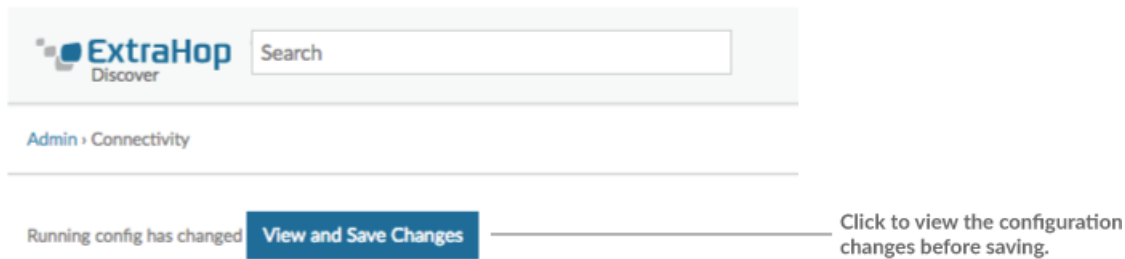 ExtraHop
Discover
Search
Admin › Connectivity
Running config has changed View and Save Changes
Click to view the configuration
changes before saving.